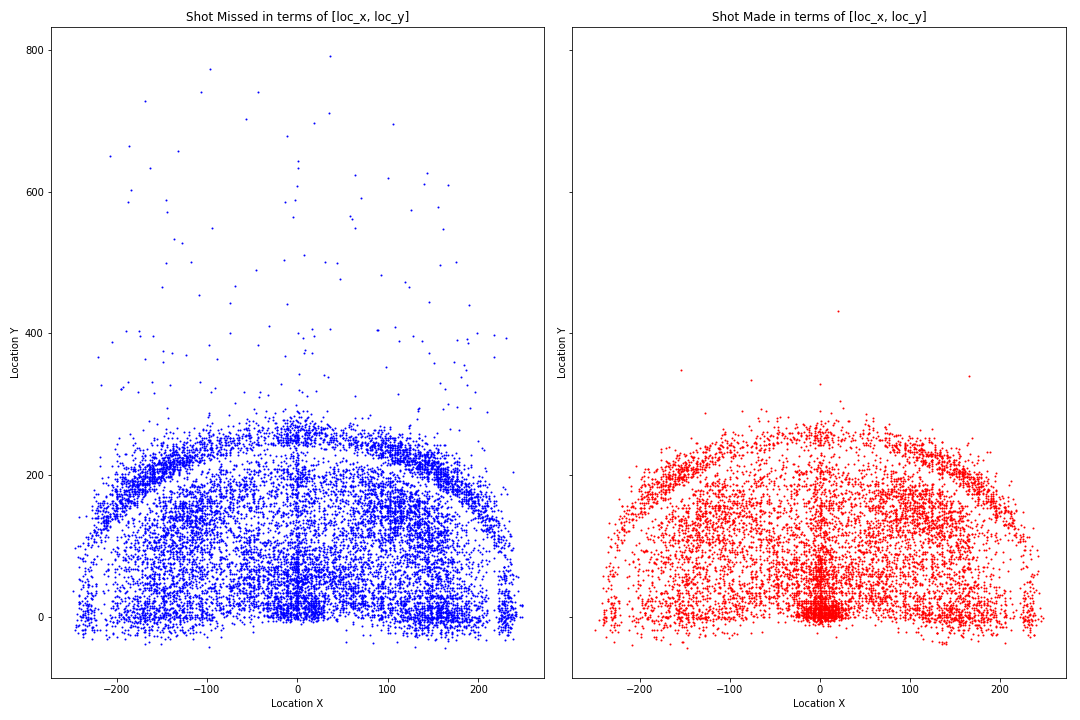 Shot Missed in terms of [loc_x, loc_y]
Shot Made in terms of [loc_x, loc_y]
800
600
400
200
0
Location Y
Location Y
−200
−100
0
100
200
−200
−100
0
100
200
Location X
Location X